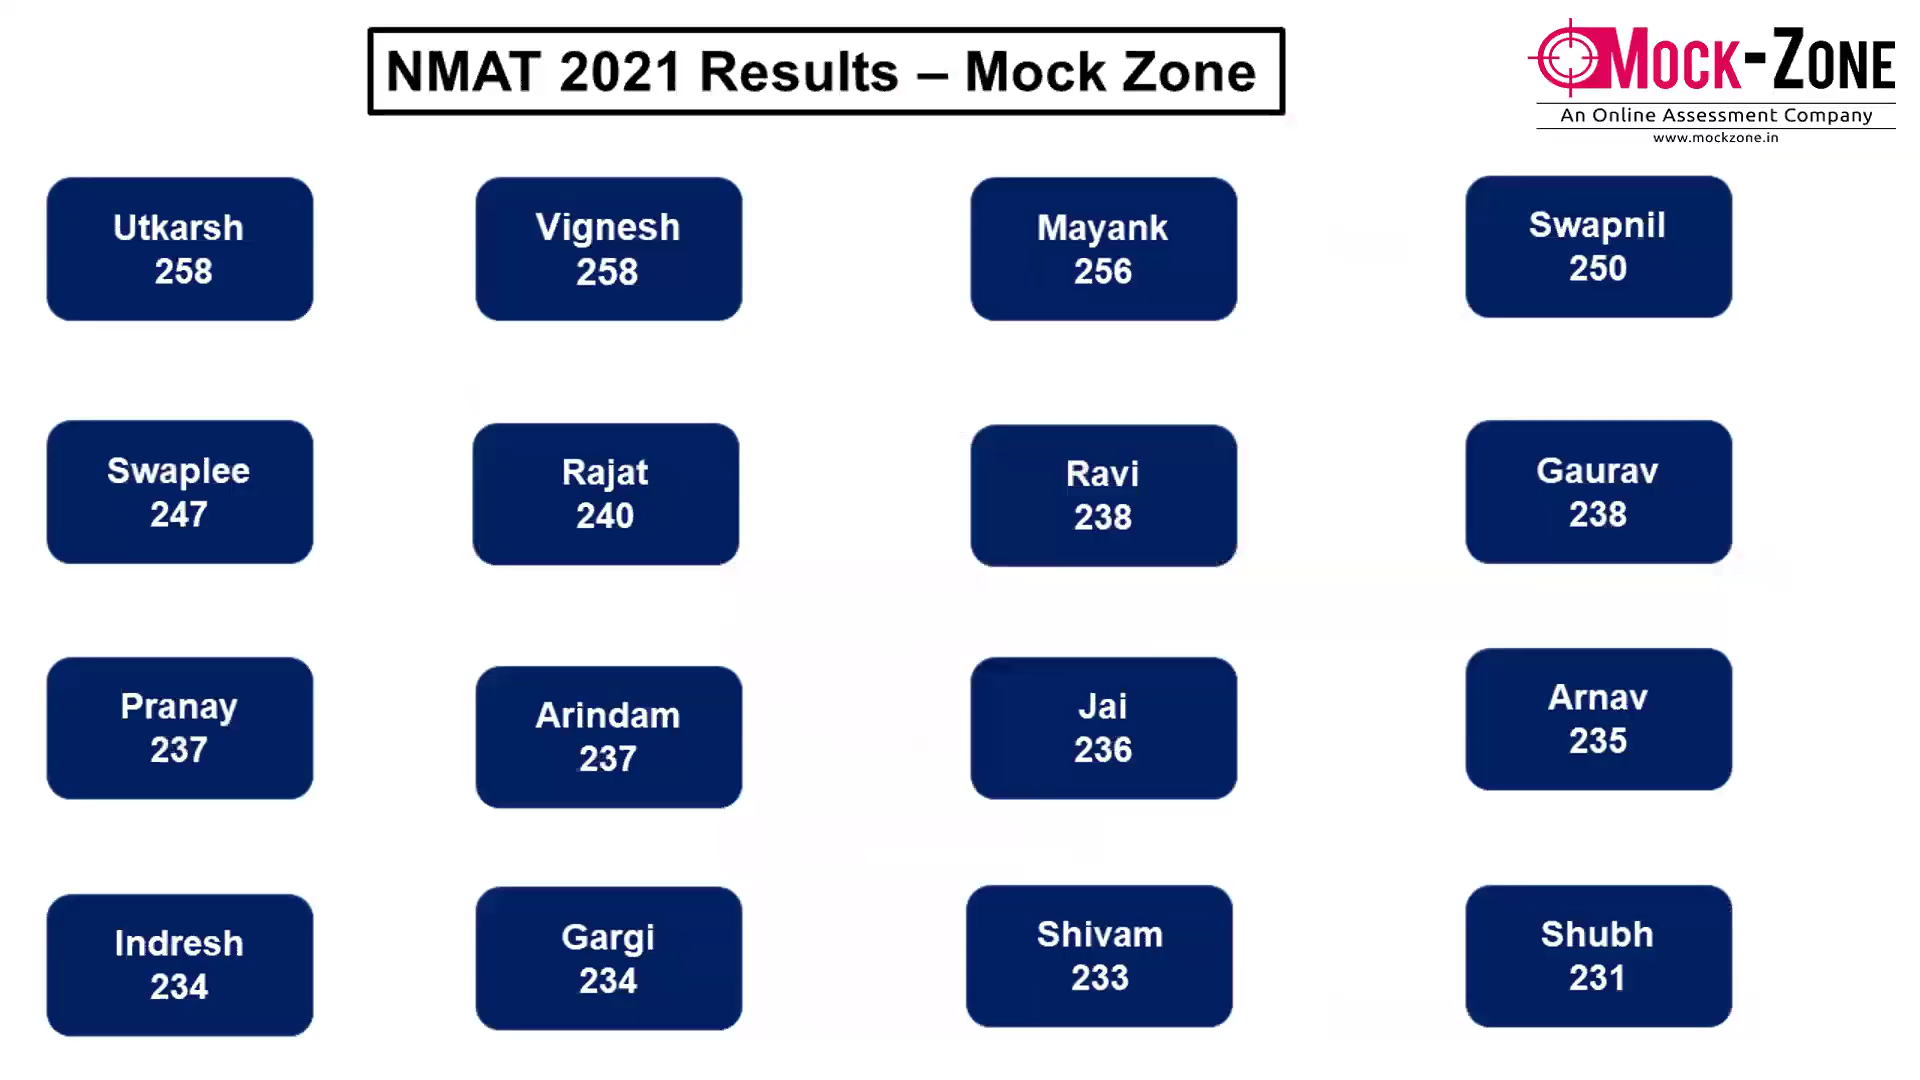 NMAT 2021 Results – Mock Zone
MOCK-ZONE
An Online Assessment Company
www.mockzone.in
Utkarsh
258
Vignesh
258
Mayank
256
Swapnil
250
Swaplee
247
Rajat
240
Ravi
238
Gaurav
238
Pranay
237
Arindam
237
Jai
236
Arnav
235
Indresh
234
Gargi
234
Shivam
233
Shubh
231